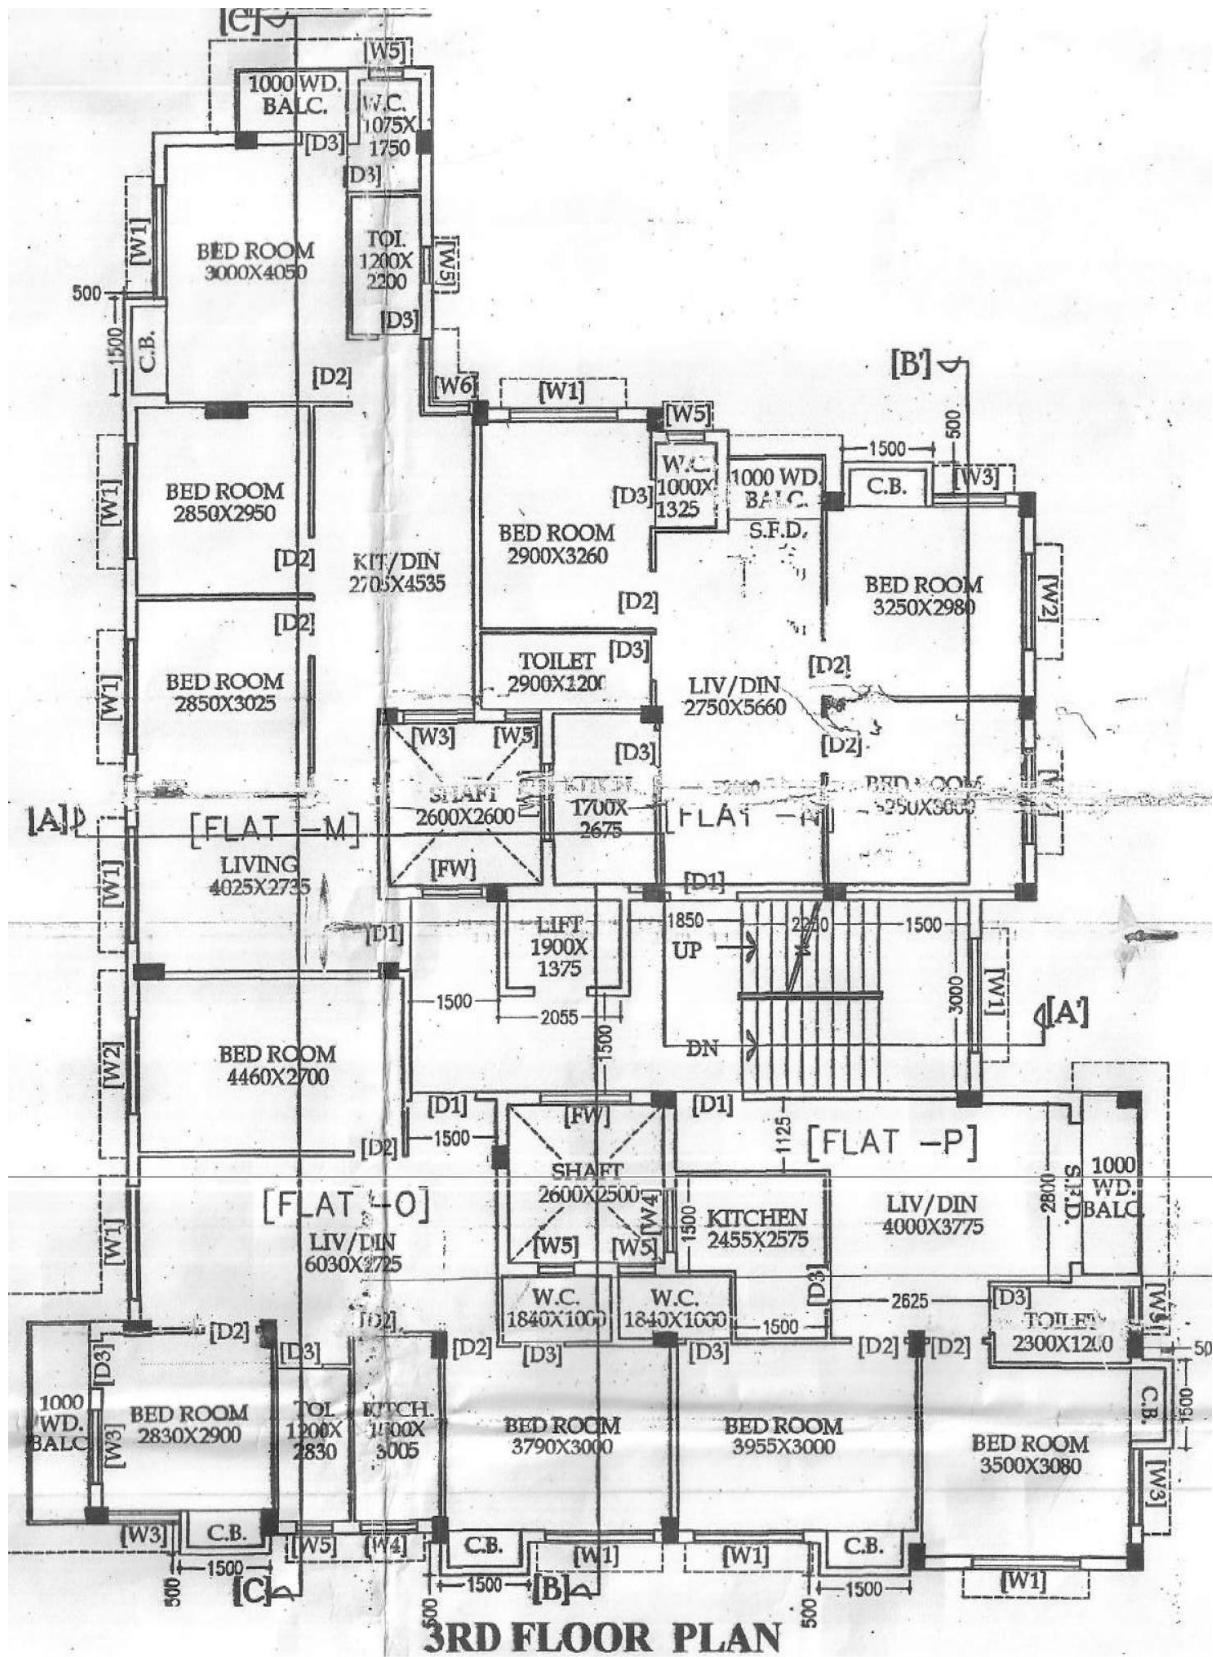 [C']
[W5]
1000 WD.
BALC.
W.C.
1075X
1750
[D3]
[D3]
[W1]
BED ROOM
3000X4050
TOI.
1200X
2200
[W5]
500
1500
C.B.
[D3]
[D2]
[W6]
[W1]
[W5]
[B']
500
1500
C.B.
[W3]
W.C.
1000X
1325
[D3]
1000 WD.
BALC.
S.F.D.
[W1]
BED ROOM
2850X2950
[D2]
KIT/DIN
2705X4535
BED ROOM
2900X3260
[D2]
BED ROOM
3250X2980
[W2]
[D2]
[W1]
BED ROOM
2850X3025
TOILET
2900X1200
[D3]
LIV/DIN
2750X5660
[D2]
[D2]
[W3]
[W5]
[D3]
SHAFT
2600X2600
KITCH.
1700X
2675
BED ROOM
[A]
[FLAT -M]
[FLAT
[W1]
LIVING
4025X2735
[FW]
[D1]
[D1]
LIFT
1900X
1375
1850
1500
UP
3000
[W1]
1500
2055
1500
DN
[A']
[W2]
BED ROOM
4460X2700
[D2]
[D1]
1500
[FW]
[D1]
1125
[FLAT -P]
2800
S.F.D.
1000
WD.
BALC.
SHAFT
2600X2500
[W4]
1500
KITCHEN
2455X2575
LIV/DIN
4000X3775
[W1]
[FLAT -O]
LIV/DIN
6030X2725
[W5]
[W5]
[D3]
W.C.
1840X1000
W.C.
1840X1000
1500
2625
[D3]
TOILET
2300X1200
[D2]
[D2]
[D3]
[D3]
[D2]
[D3]
[D3]
[D2]
[D2]
1000
WD.
BALC.
[W3]
BED ROOM
2830X2900
TOI.
1200X
2830
KITCH.
3005
BED ROOM
3790X3000
BED ROOM
3955X3000
BED ROOM
3500X3080
C.B.
1500
[W3]
[W3]
C.B.
[W5]
[W4]
C.B.
[W1]
[W1]
C.B.
[W1]
500
1500
[C]
500
1500
[B]
500
1500
3RD FLOOR PLAN